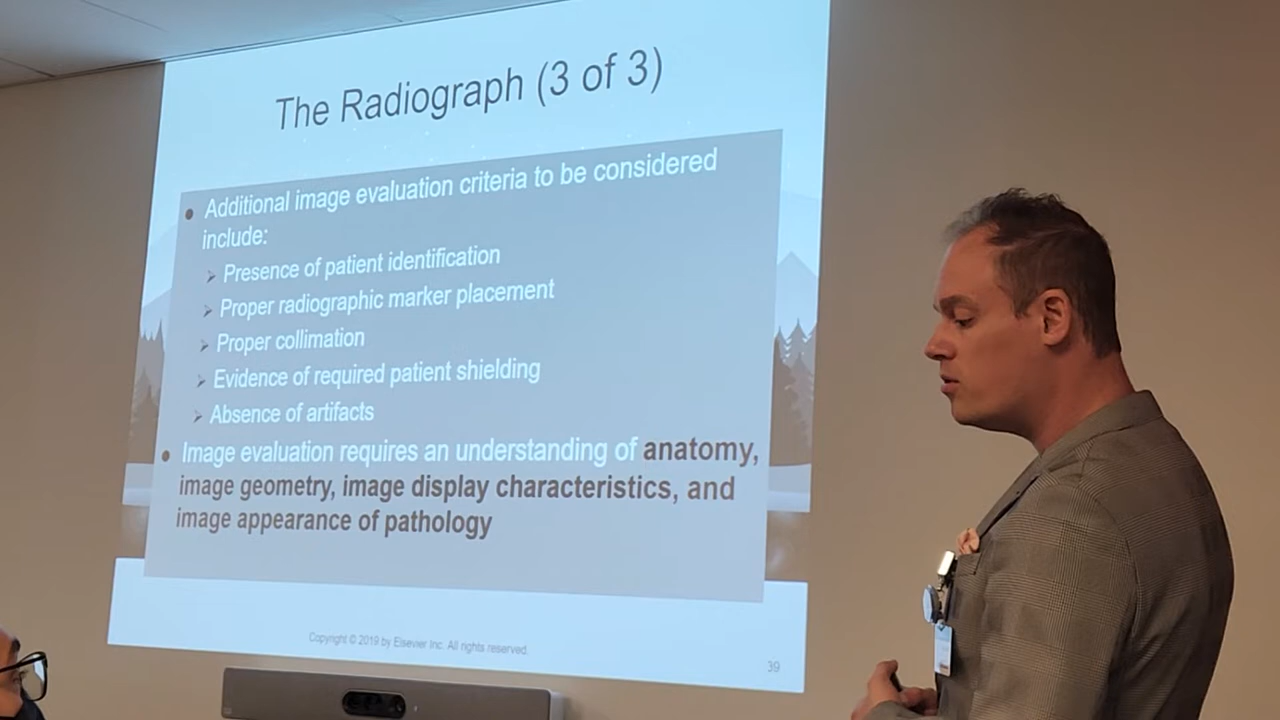 The Radiograph (3 of 3)
• Additional image evaluation criteria to be considered
include:
➢ Presence of patient identification
➢ Proper radiographic marker placement
➢ Proper collimation
➢ Evidence of required patient shielding
➢ Absence of artifacts
• Image evaluation requires an understanding of anatomy,
image geometry, image display characteristics, and
image appearance of pathology
Copyright © 2019 by Elsevier Inc. All rights reserved.
39